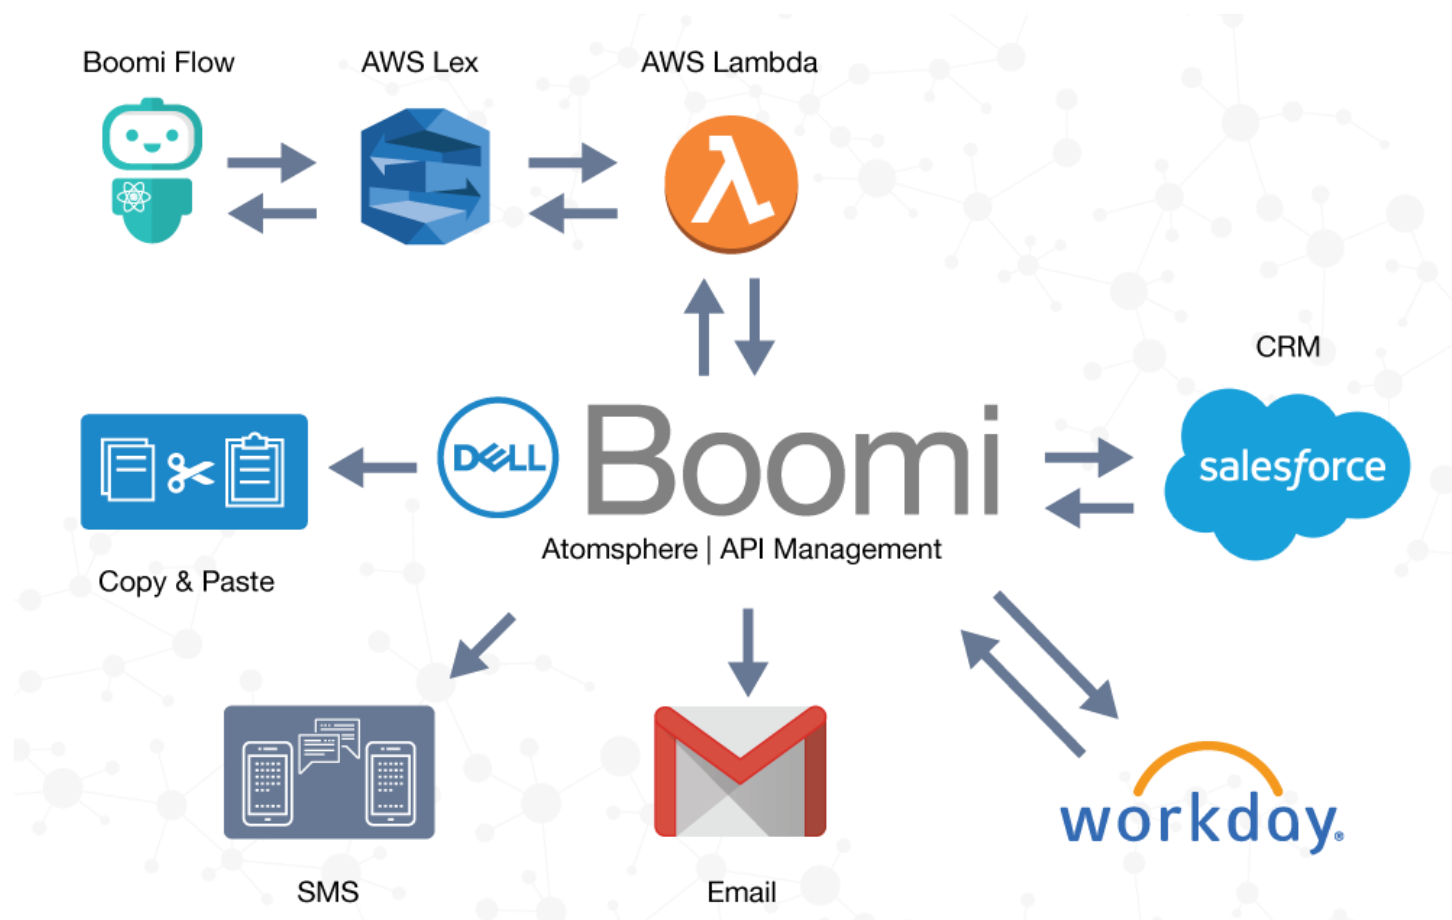 Boomi Flow
AWS Lex
AWS Lambda
CRM
DELL
Boomi
salesforce
Atomsphere | API Management
Copy & Paste
workday®
SMS
Email